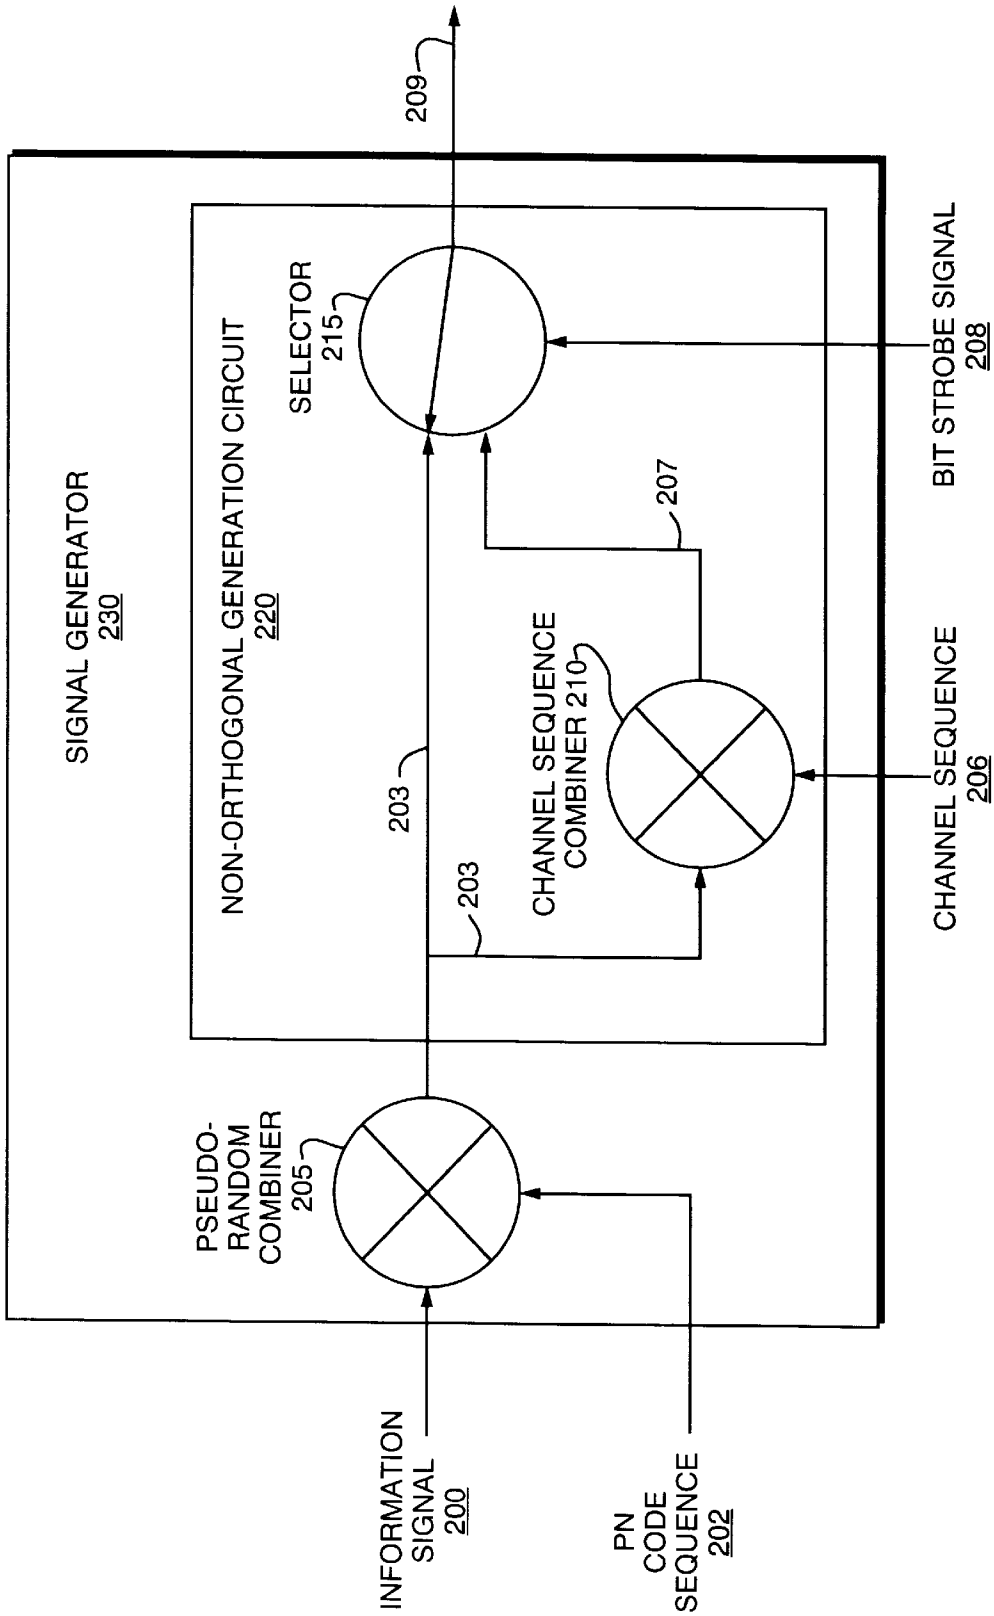 SIGNAL GENERATOR
230
NON-ORTHOGONAL GENERATION CIRCUIT
220
PSEUDO-
RANDOM
COMBINER
205
SELECTOR
215
209
203
203
CHANNEL SEQUENCE
COMBINER 210
207
INFORMATION
SIGNAL
200
PN
CODE
SEQUENCE
202
CHANNEL SEQUENCE
206
BIT STROBE SIGNAL
208